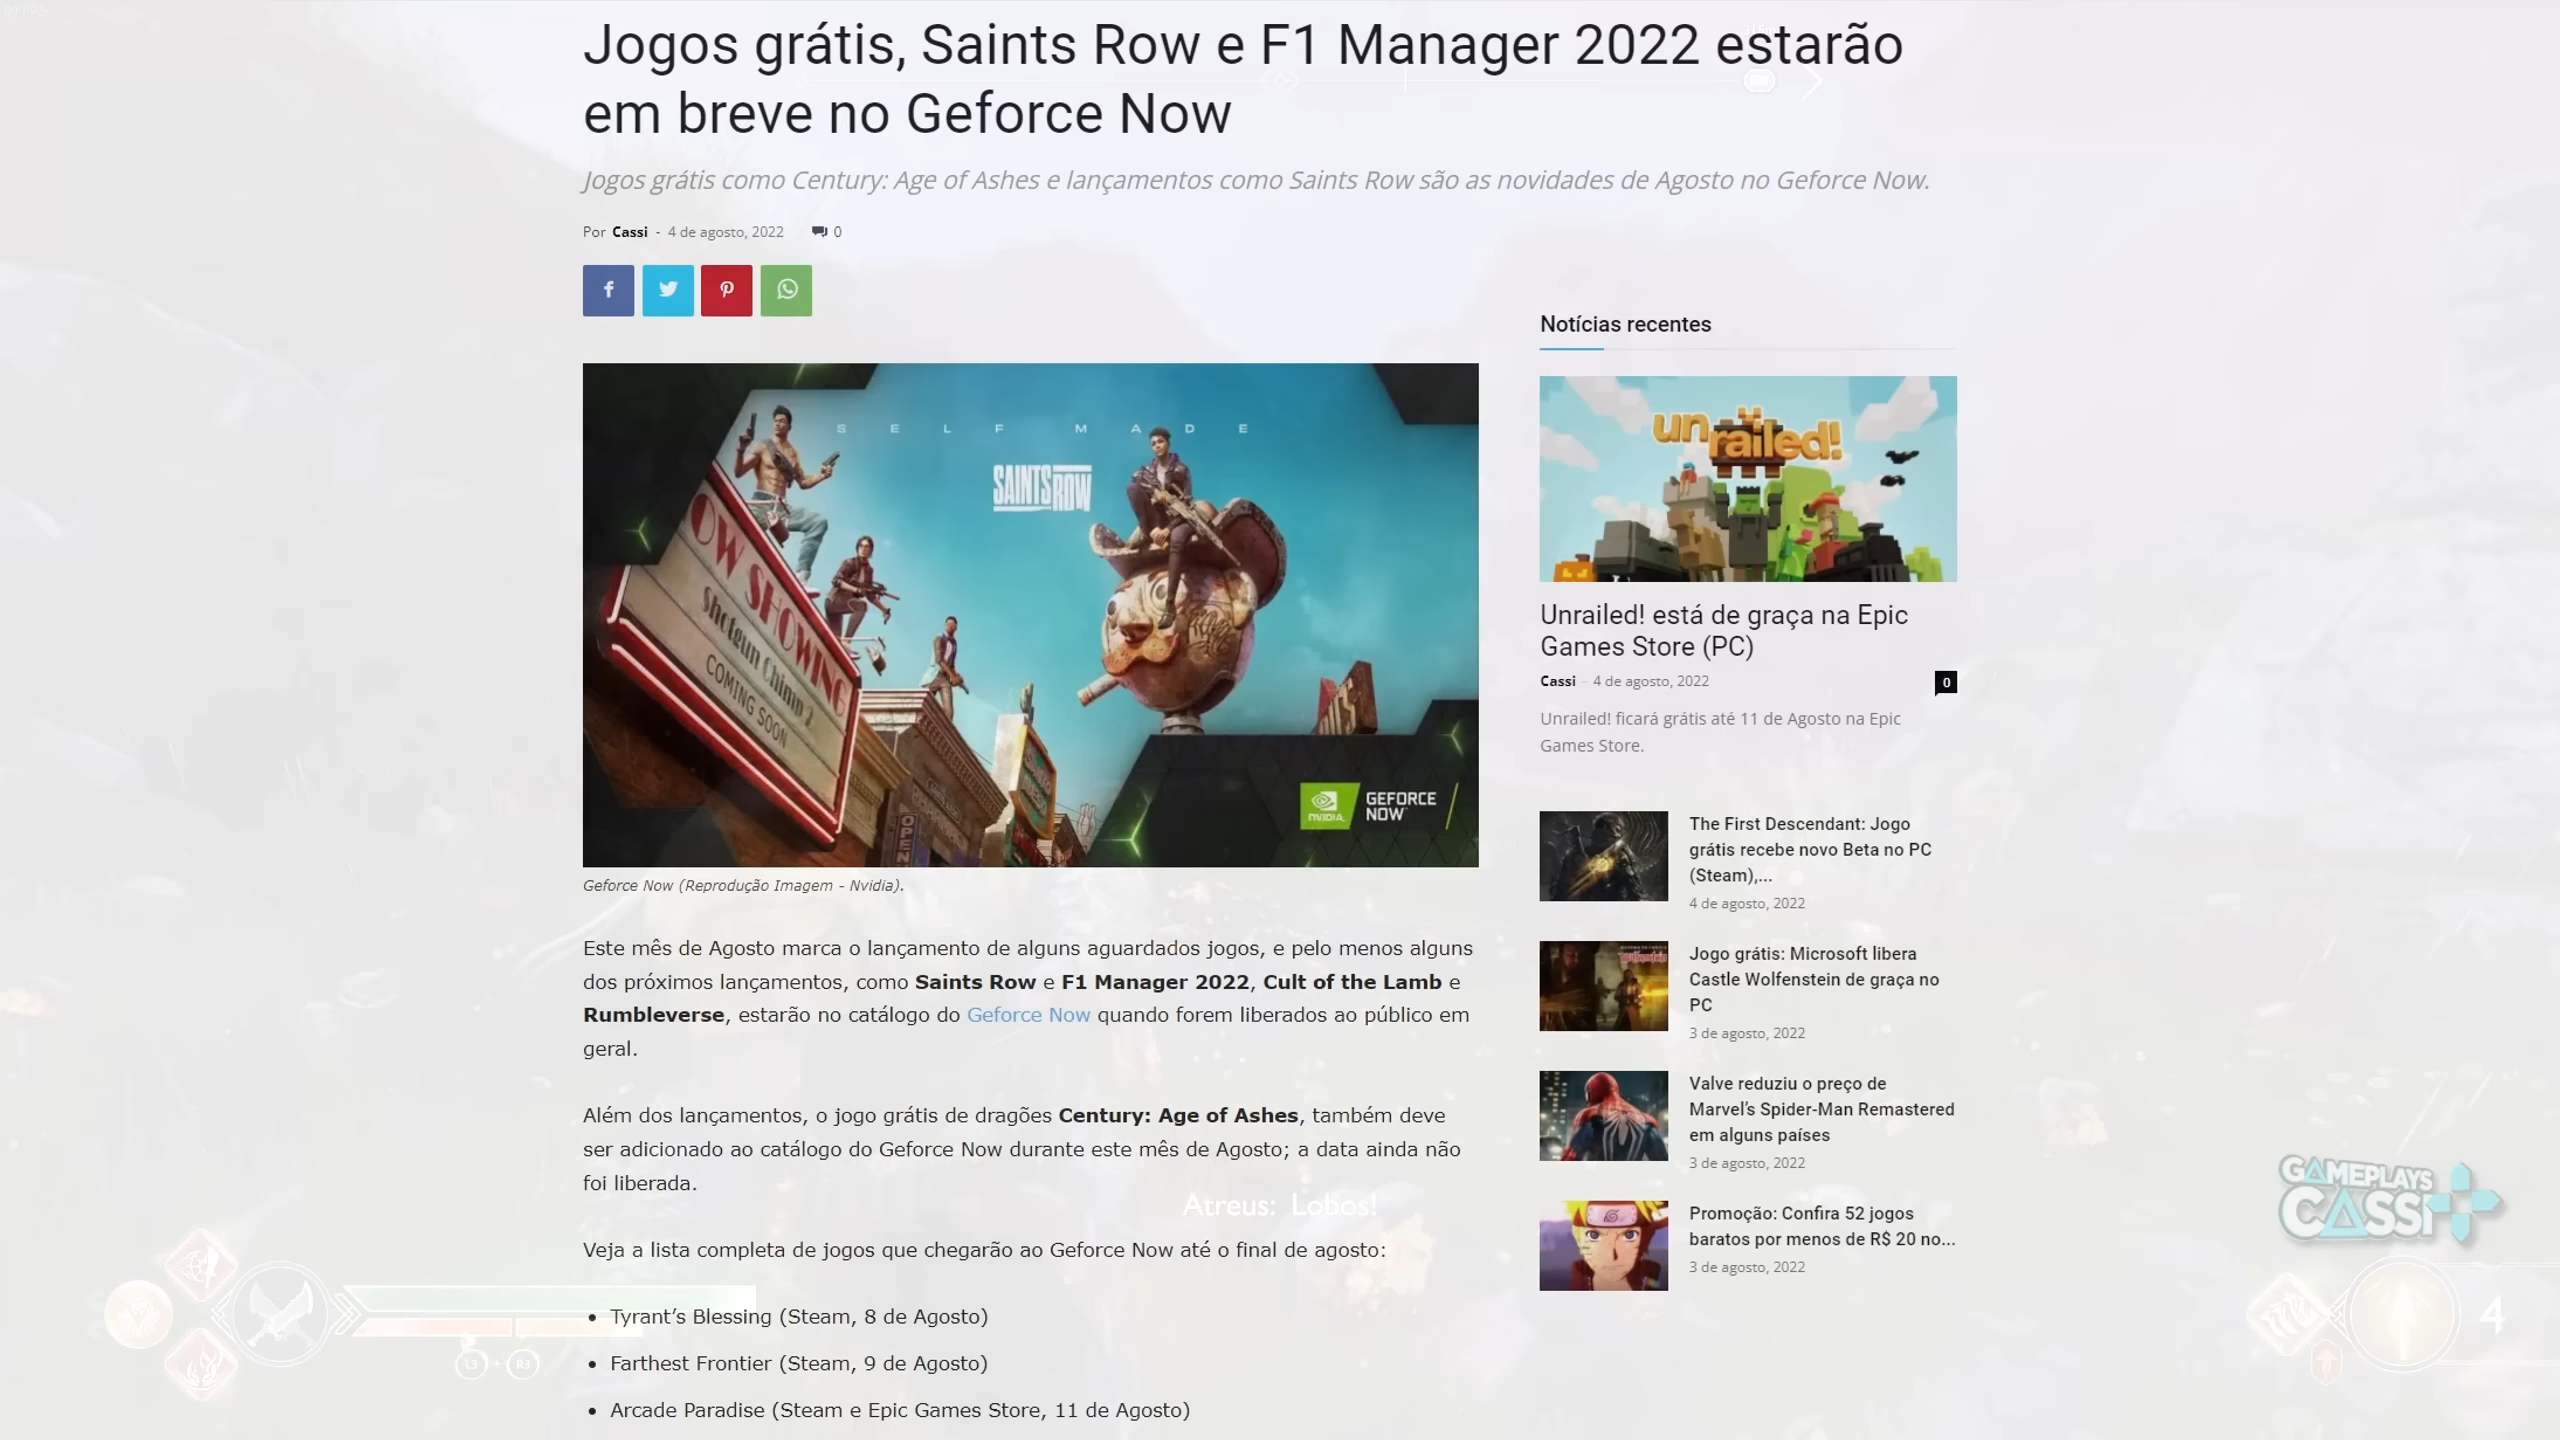 Jogos grátis, Saints Row e F1 Manager 2022 estarão
em breve no Geforce Now
Jogos grátis como Century: Age of Ashes e lançamentos como Saints Row são as novidades de Agosto no Geforce Now.
Por Cassi - 4 de agosto, 2022 0
SELF MADE
SAINTS ROW
OW SHOWING
Shotgun Chimp 2
COMING SOON
OPEN
NVIDIA. GEFORCE
NOW
Geforce Now (Reprodução Imagem - Nvidia).
Este mês de Agosto marca o lançamento de alguns aguardados jogos, e pelo menos alguns
dos próximos lançamentos, como Saints Row e F1 Manager 2022, Cult of the Lamb e
Rumbleverse, estarão no catálogo do Geforce Now quando forem liberados ao público em
geral.
Além dos lançamentos, o jogo grátis de dragões Century: Age of Ashes, também deve
ser adicionado ao catálogo do Geforce Now durante este mês de Agosto; a data ainda não
foi liberada.
Atreus: Lobos!
Veja a lista completa de jogos que chegarão ao Geforce Now até o final de agosto:
• Tyrant’s Blessing (Steam, 8 de Agosto)
• Farthest Frontier (Steam, 9 de Agosto)
• Arcade Paradise (Steam e Epic Games Store, 11 de Agosto)
L3 + R3
Notícias recentes
unrailed!
Unrailed! está de graça na Epic
Games Store (PC)
Cassi - 4 de agosto, 2022 0
Unrailed! ficará grátis até 11 de Agosto na Epic
Games Store.
The First Descendant: Jogo
grátis recebe novo Beta no PC
(Steam),...
4 de agosto, 2022
Jogo grátis: Microsoft libera
Castle Wolfenstein de graça no
PC
3 de agosto, 2022
Valve reduziu o preço de
Marvel’s Spider-Man Remastered
em alguns países
3 de agosto, 2022
Promoção: Confira 52 jogos
baratos por menos de R$ 20 no...
3 de agosto, 2022
GAMEPLAYS
CASSI
4